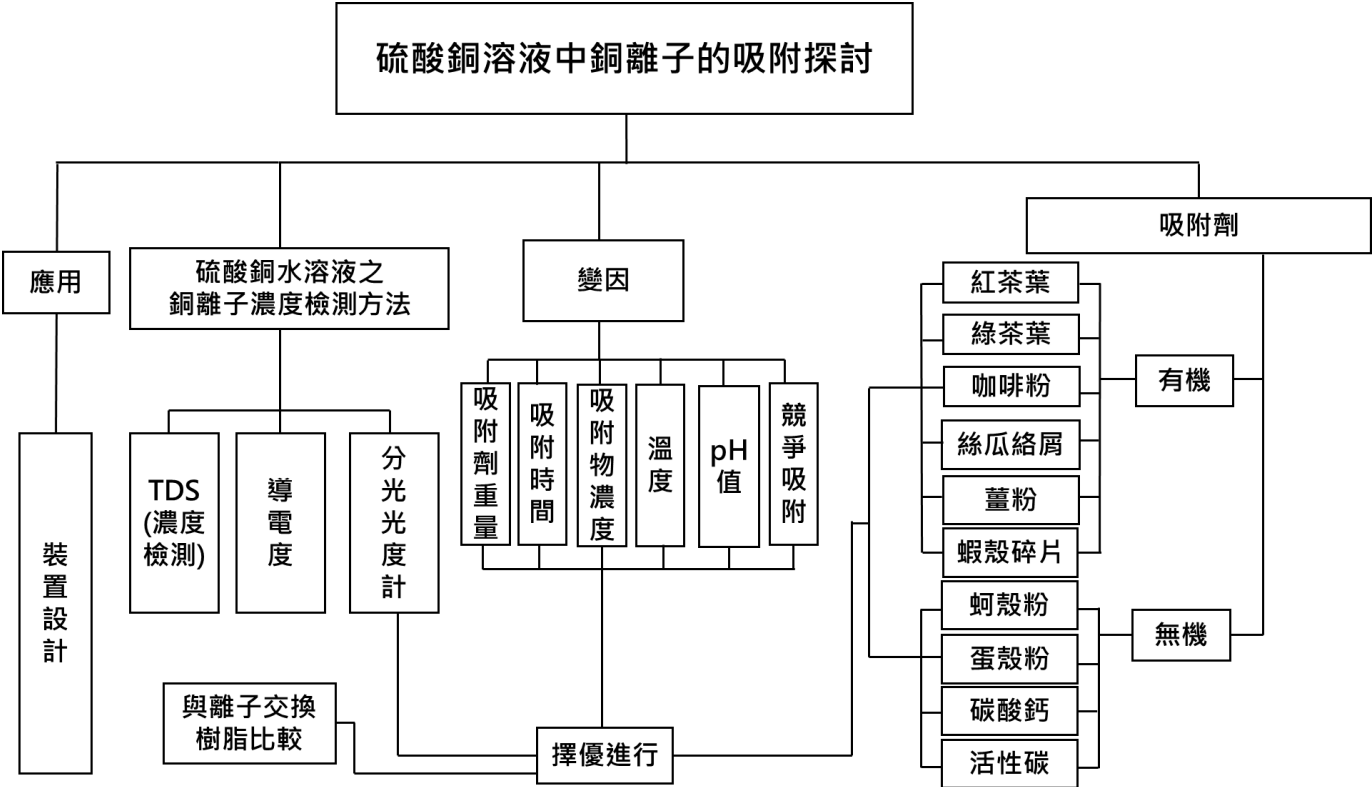 硫酸銅溶液中銅離子的吸附探討
應用
裝置設計
硫酸銅水溶液之
銅離子濃度檢測方法
TDS
(濃度
檢測)
導電度
分光光度計
變因
吸附劑重量
吸附時間
吸附物濃度
溫度
pH
值
競爭吸附
吸附劑
有機
紅茶葉
綠茶葉
咖啡粉
絲瓜絡屑
薑粉
蝦殼碎片
無機
蚵殼粉
蛋殼粉
碳酸鈣
活性碳
與離子交換
樹脂比較
擇優進行